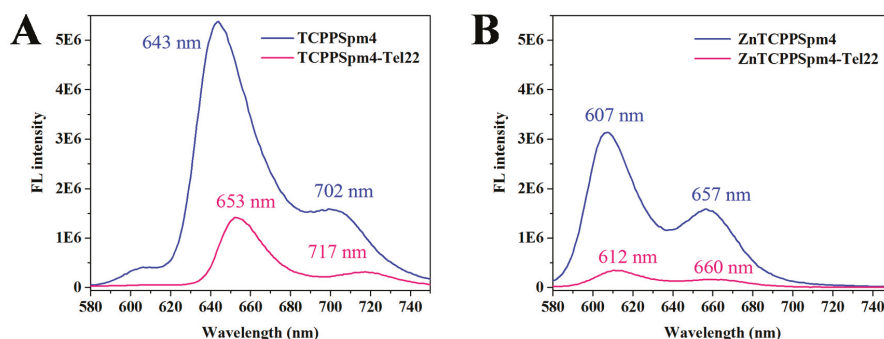 A
643 nm
TCPPSpm4
TCPPSpm4-Tel22
5E6
4E6
3E6
2E6
1E6
0
FL intensity
653 nm
702 nm
717 nm
580 600 620 640 660 680 700 720 740
Wavelength (nm)
B
ZnTCPPSpm4
ZnTCPPSpm4-Tel22
5E6
4E6
3E6
2E6
1E6
0
FL intensity
607 nm
657 nm
612 nm
660 nm
580 600 620 640 660 680 700 720 740
Wavelength (nm)